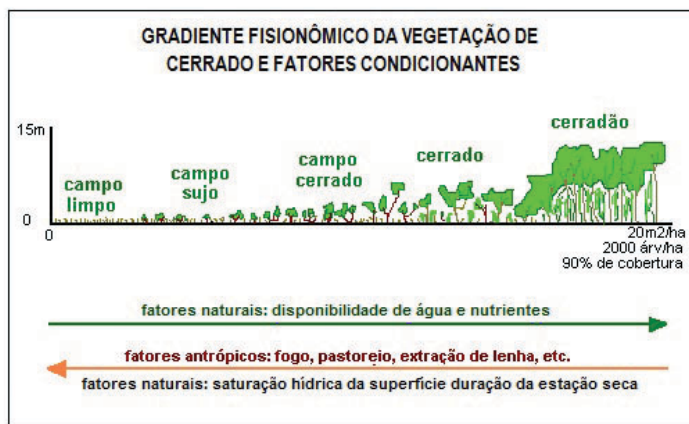 GRADIENTE FISIONÔMICO DA VEGETAÇÃO DE
CERRADO E FATORES CONDICIONANTES
15m
cerradão
campo
cerrado
cerrado
campo
sujo
campo
limpo
0
0
20m2/ha
2000 árv/ha
90% de cobertura
fatores naturais: disponibilidade de água e nutrientes
fatores antrópicos: fogo, pastoreio, extração de lenha, etc.
fatores naturais: saturação hídrica da superfície duração da estação seca